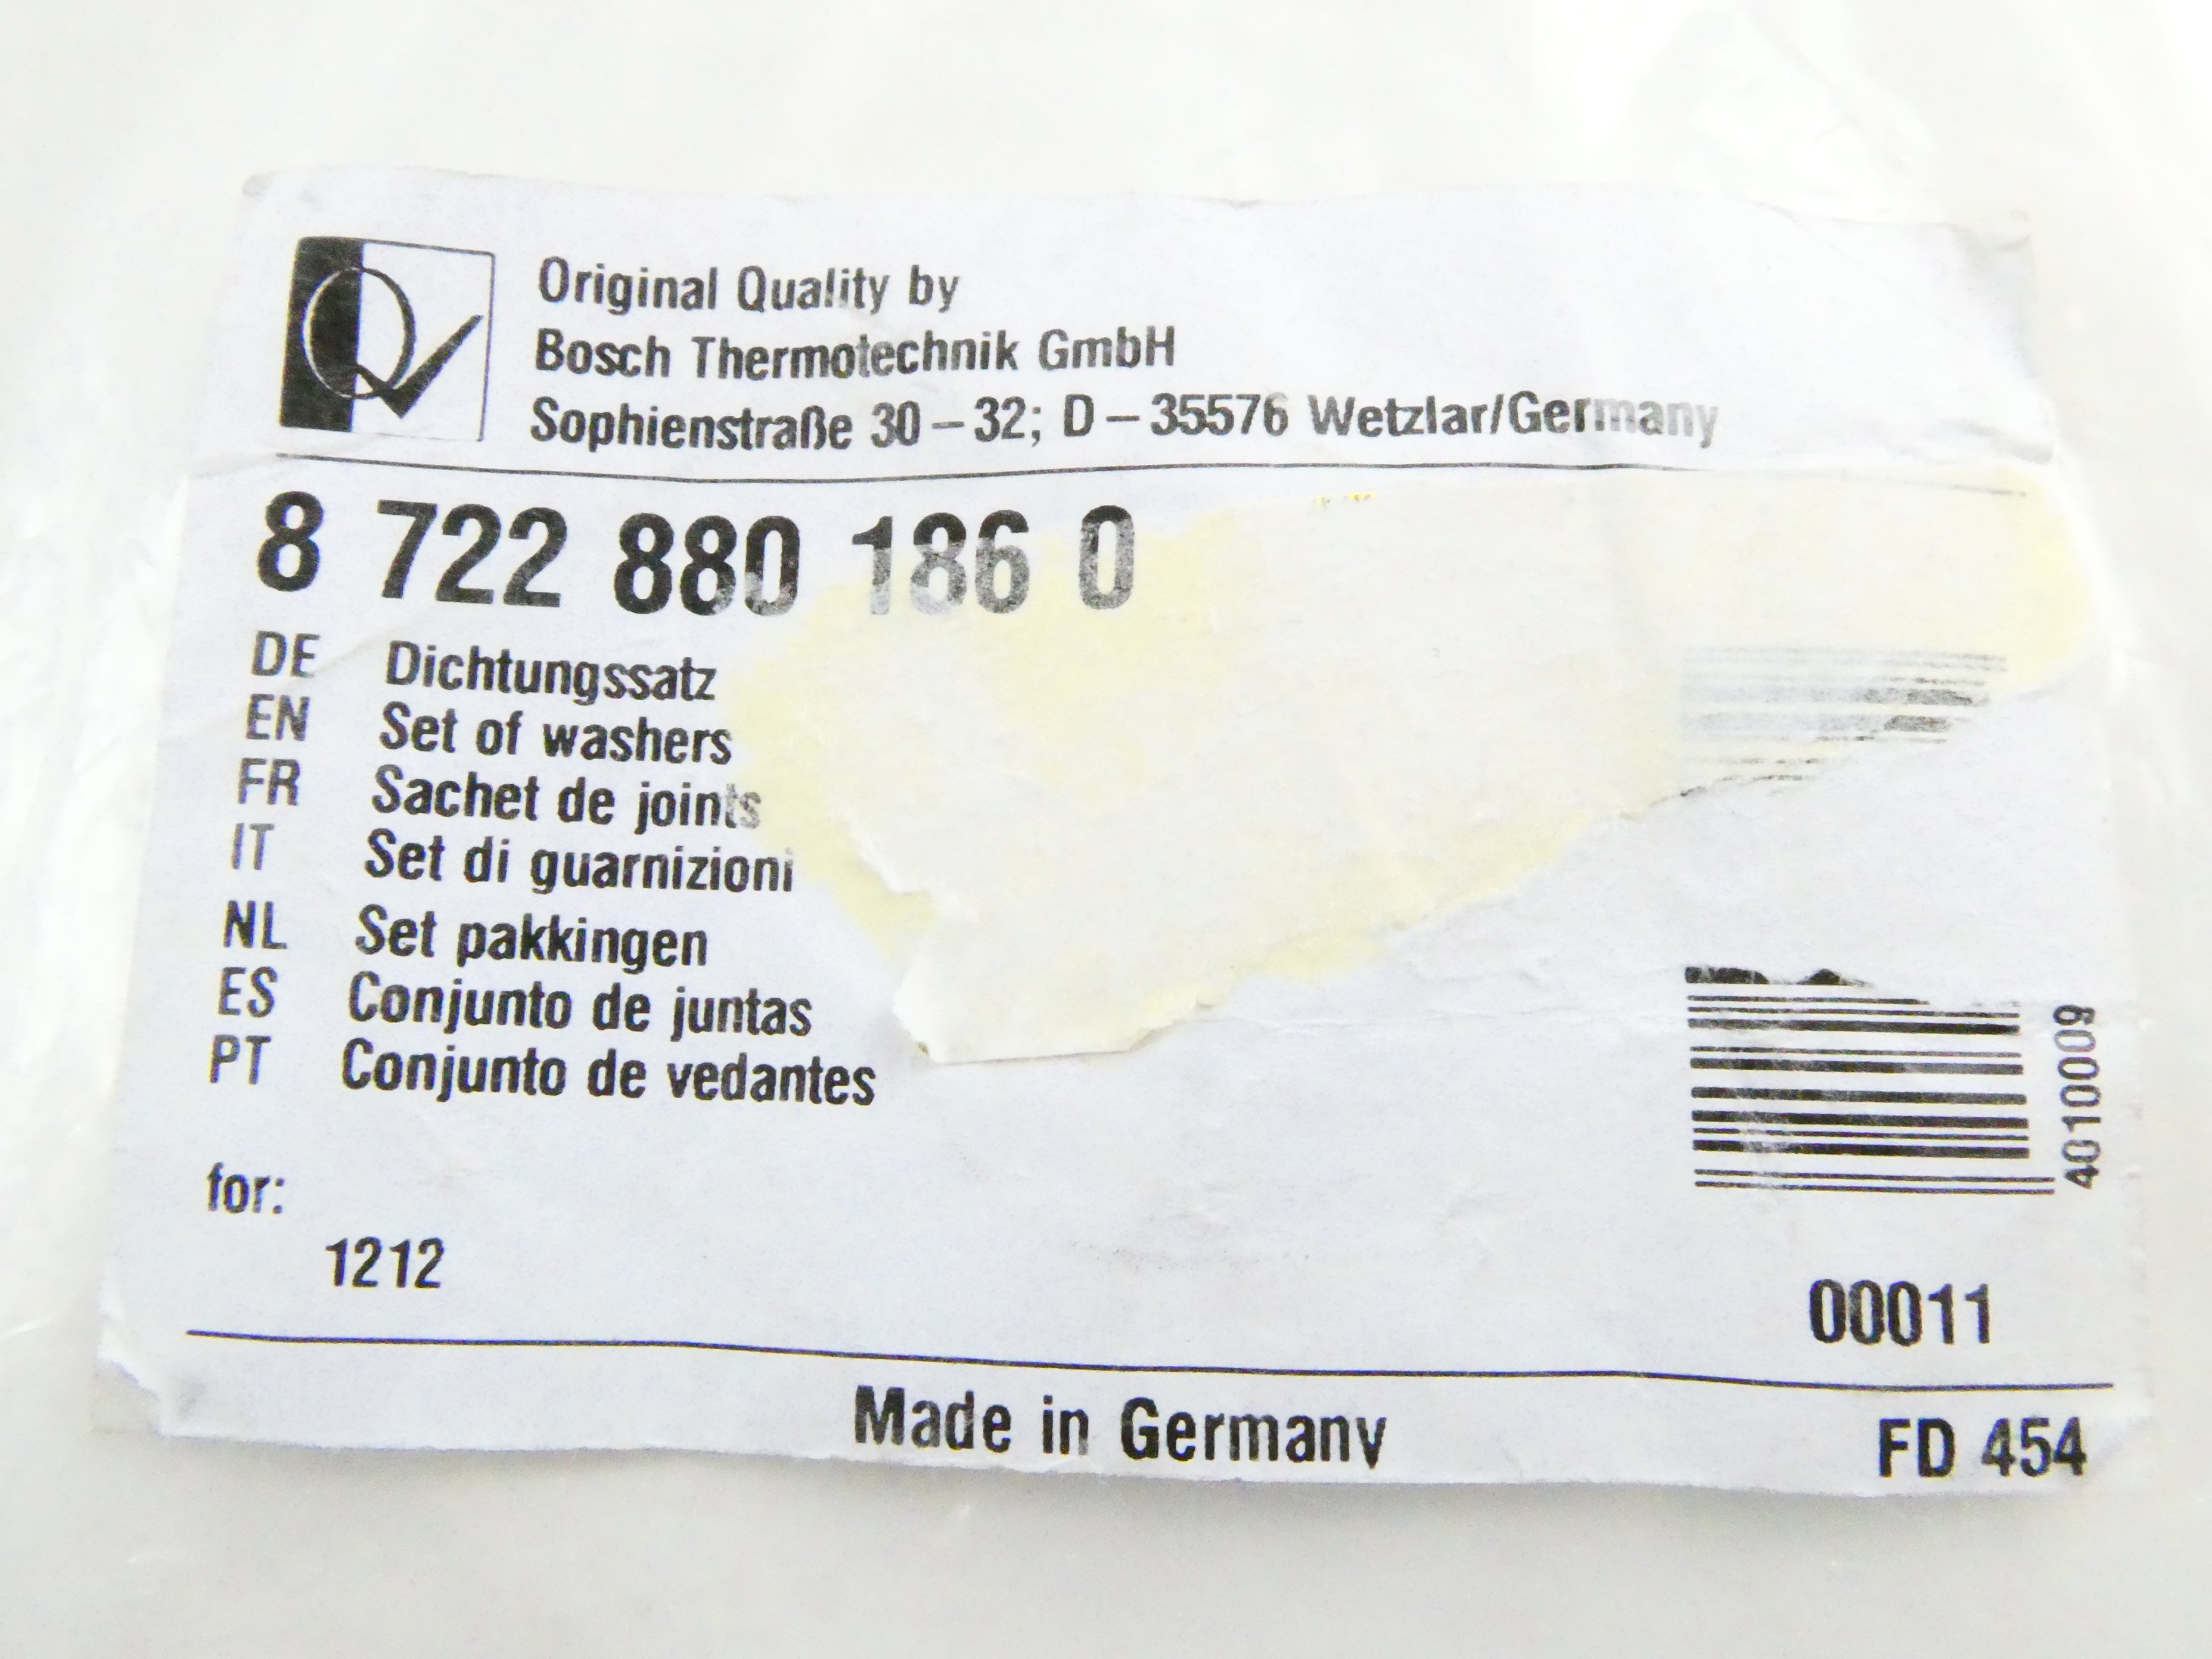 Original Quality by
Bosch Thermotechnik GmbH
Sophienstraße 30 – 32; D – 35576 Wetzlar/Germany
8 722 880 186 0
DE Dichtungssatz
EN Set of washers
FR Sachet de joints
IT Set di guarnizioni
NL Set pakkingen
ES Conjunto de juntas
PT Conjunto de vedantes
4010009
for:
1212
00011
Made in Germany
FD 454